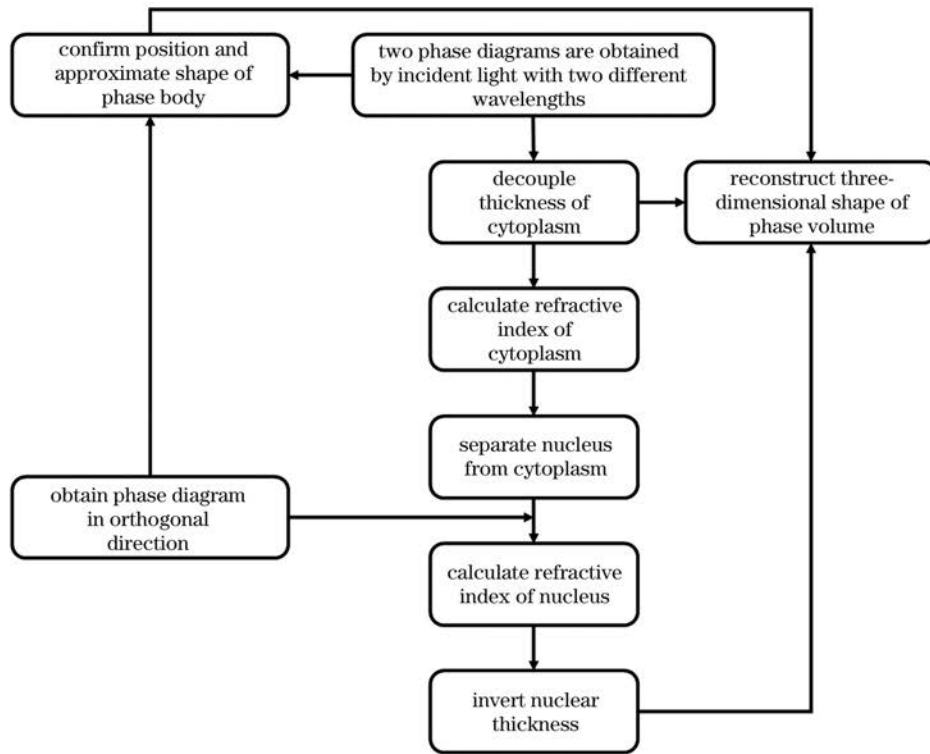 confirm position and
approximate shape of
phase body
two phase diagrams are obtained
by incident light with two different
wavelengths
decouple
thickness of
cytoplasm
reconstruct three-
dimensional shape of
phase volume
calculate refractive
index of
cytoplasm
separate nucleus
from cytoplasm
obtain phase diagram
in orthogonal
direction
calculate refractive
index of nucleus
invert nuclear
thickness